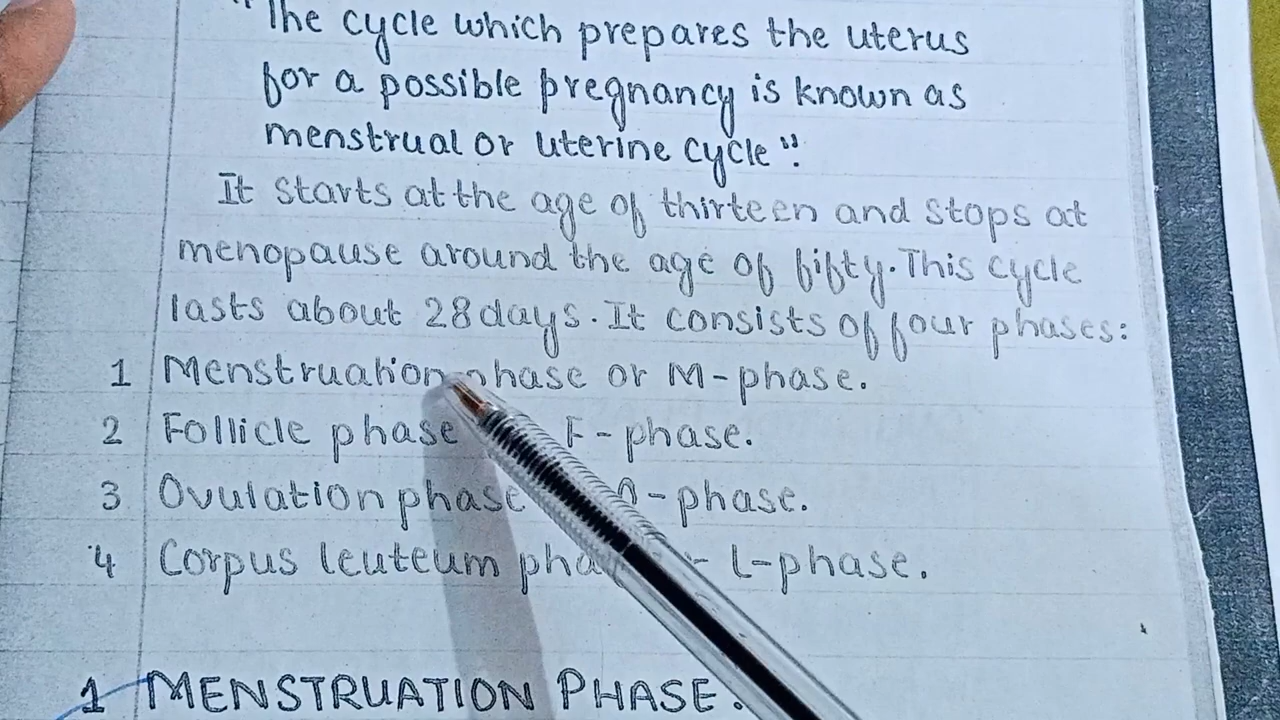 "The cycle which prepares the uterus
for a possible pregnancy is known as
menstrual or uterine cycle".
It starts at the age of thirteen and stops at
menopause around the age of fifty. This cycle
lasts about 28 days. It consists of four phases:
1 Menstruation phase or M-phase.
2 Follicle phase F-phase.
3 Ovulation phase O-phase.
4 Corpus leuteum L-phase.
1 MENSTRUATION PHASE.